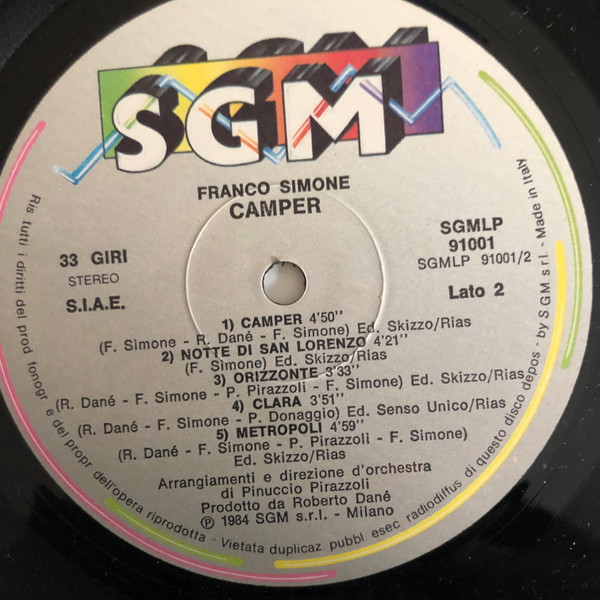 SGM
FRANCO SIMONE
CAMPER
33 GIRI
STEREO
S.I.A.E.
SGMLP
91001
SGMLP 91001/2
Lato 2
1) CAMPER 4'50''
(F. Simone - R. Dané - F. Simone) Ed. Skizzo/Rias
2) NOTTE DI SAN LORENZO 4'21''
(F. Simone) Ed. Skizzo/Rias
3) ORIZZONTE 3'33''
(R. Dané - F. Simone - P. Pirazzoli - F. Simone) Ed. Skizzo/Rias
4) CLARA 3'51''
(R. Dané - F. Simone - P. Donaggio) Ed. Senso Unico/Rias
5) METROPOLI 4'59''
(R. Dané - F. Simone - P. Pirazzoli - F. Simone)
Ed. Skizzo/Rias
Arrangiamenti e direzione d'orchestra
di Pinuccio Pirazzoli
Prodotto da Roberto Dané
℗ 1984 SGM s.r.l. - Milano
Ris tutti i diritti del prod fonogr e del propr dell'opera riprodotta - Vietata duplicaz pubbl esec radiodiffus di questo disco depos - by SGM s r l. - Made in Italy